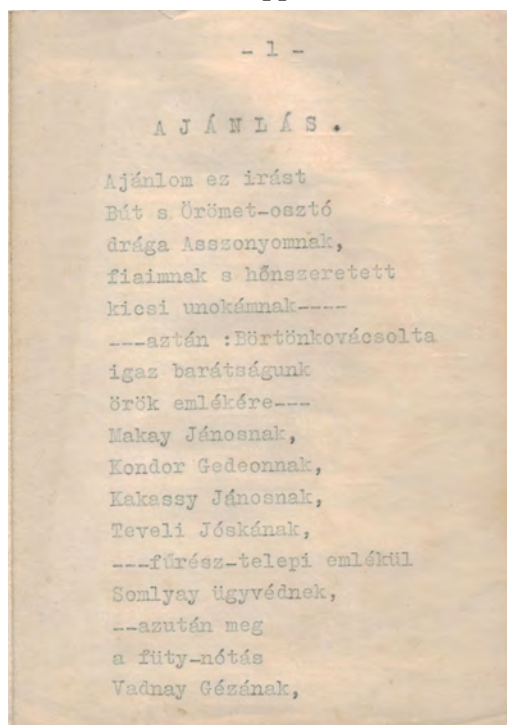 - 1 -
AJÁNLÁS.
Ajánlom ez irást
Bút s Örömet-osztó
drága Asszonyomnak,
fiaimnak s hőnszeretett
kicsi unokámnak----
---aztán :Börtönkovácsolta
igaz barátságunk
örök emlékére---
Makay Jánosnak,
Kondor Gedeonnak,
Kakassy Jánosnak,
Teveli Jóskának,
---fűrész-telepi emlékül
Somlyay ügyvédnek,
--azután meg
a füty-nótás
Vadnay Gézának,